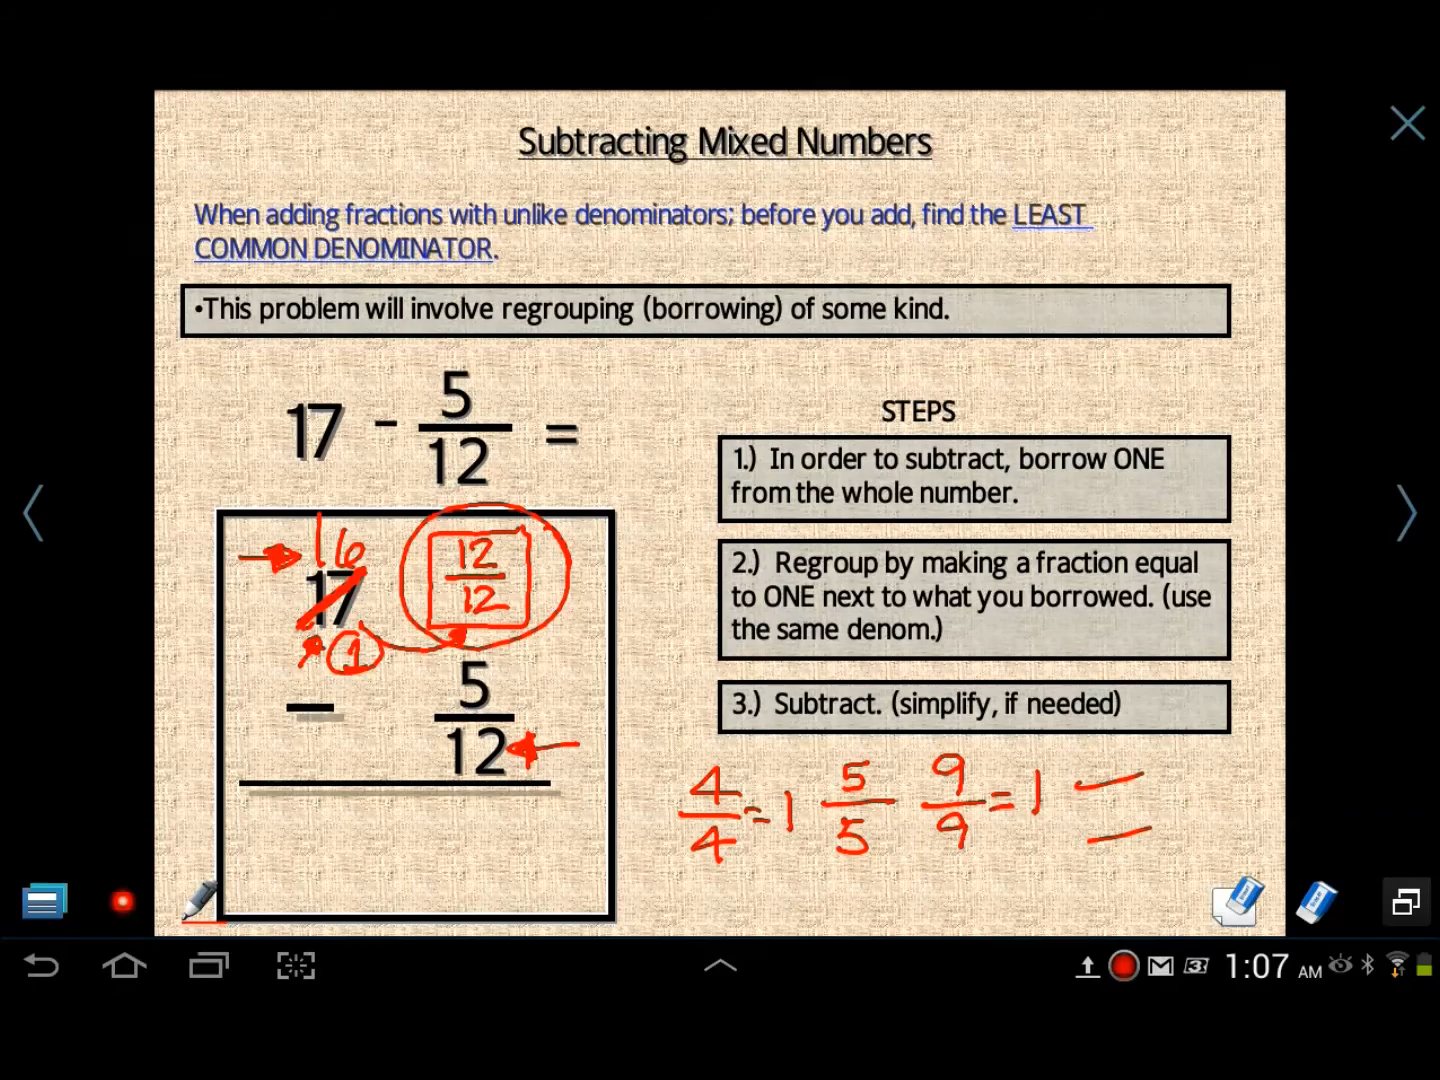 Subtracting Mixed Numbers
When adding fractions with unlike denominators; before you add, find the LEAST
COMMON DENOMINATOR.
•This problem will involve regrouping (borrowing) of some kind.
17 - 5/12 =
STEPS
1.) In order to subtract, borrow ONE
from the whole number.
2.) Regroup by making a fraction equal
to ONE next to what you borrowed. (use
the same denom.)
3.) Subtract. (simplify, if needed)
16 12/12
17
1
- 5/12
4/4 = 1 5/5 9/9 = 1
1:07 AM